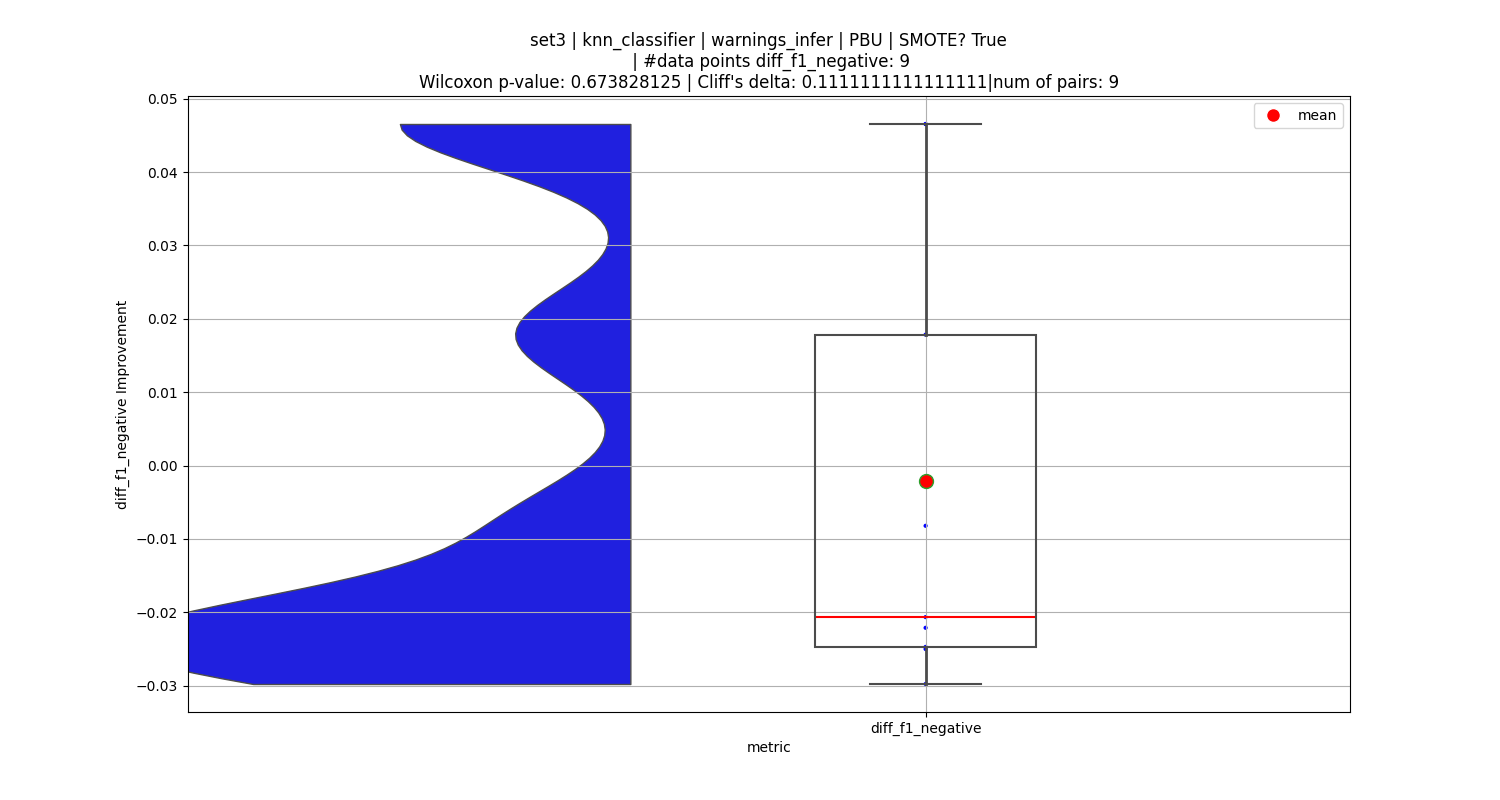 set3 | knn_classifier | warnings_infer | PBU | SMOTE? True
| #data points diff_f1_negative: 9
Wilcoxon p-value: 0.673828125 | Cliff's delta: 0.1111111111111111|num of pairs: 9
mean
0.05
0.04
0.03
0.02
0.01
0.00
−0.01
−0.02
−0.03
diff_f1_negative Improvement
diff_f1_negative
metric